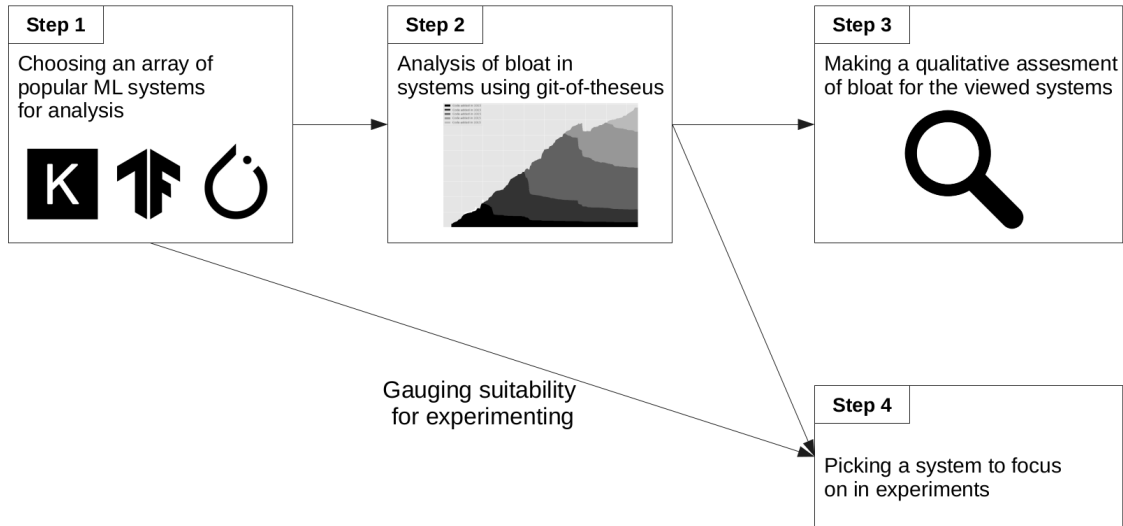 Step 1
Choosing an array of
popular ML systems
for analysis
K
Step 2
Analysis of bloat in
systems using git-of-theseus
Step 3
Making a qualitative assesment
of bloat for the viewed systems
Gauging suitability
for experimenting
Step 4
Picking a system to focus
on in experiments